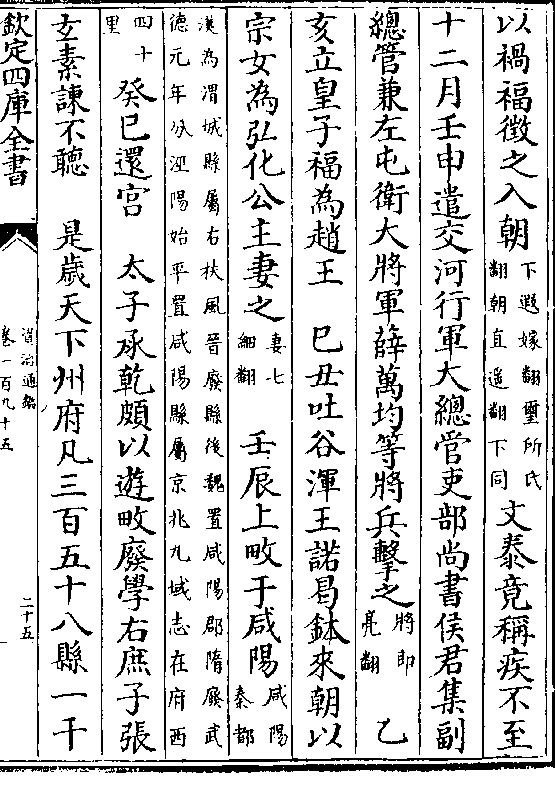 以禍福徵之入朝下遐嫁翻璽所氏翻朝直遥翻下同文泰竟稱疾不至
十二月壬申遣交河行軍大總管吏部尚書侯君集副
總管兼左屯衛大將軍薛萬均等將兵擊之將即亮翻 乙
亥立皇子福為趙王 己丑吐谷渾王諾曷鉢來朝以
宗女為弘化公主妻之妻七細翻 壬辰上畋于咸陽咸陽秦都
漢為渭城縣屬右扶風晉廢縣後魏置咸陽郡隋廢武
德元年分涇陽始平置咸陽縣屬京兆九域志在府西
四十里 癸巳還宮 太子承乾頗以遊畋廢學右庶子張
玄素諫不聽 是歲天下州府凡三百五十八縣一千
欽定四庫全書
資治通鑑
卷一百九十五
二十五